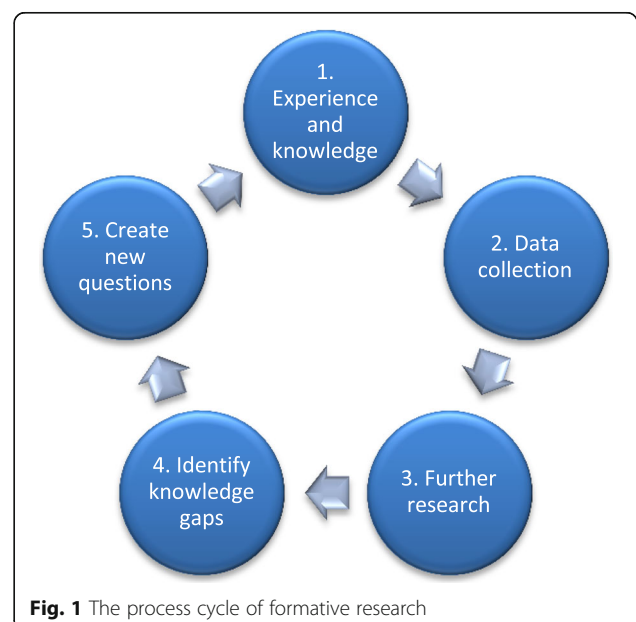 1.
Experience
and
knowledge
2. Data
collection
3. Further
research
4. Identify
knowledge
gaps
5. Create
new
questions
Fig. 1 The process cycle of formative research